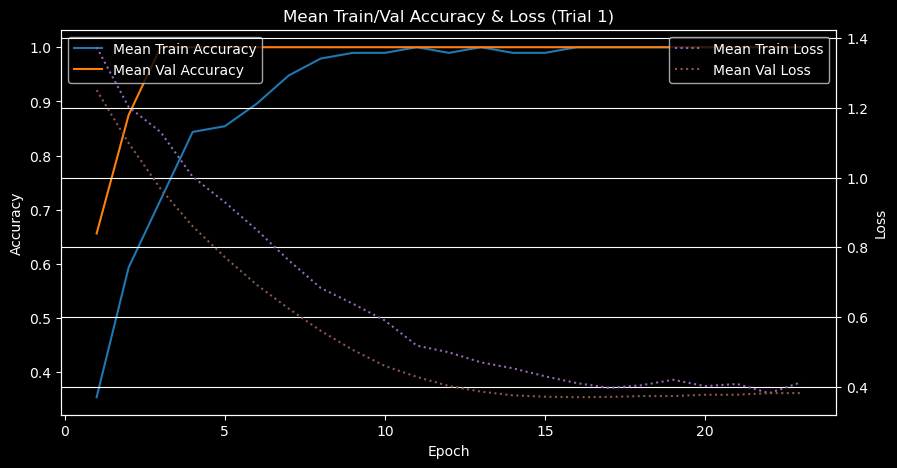 Mean Train/Val Accuracy & Loss (Trial 1)
Mean Train Accuracy
Mean Val Accuracy
Mean Train Loss
Mean Val Loss
1.0
0.9
0.8
0.7
0.6
0.5
0.4
Accuracy
1.4
1.2
1.0
0.8
0.6
0.4
Loss
0 5 10 15 20
Epoch